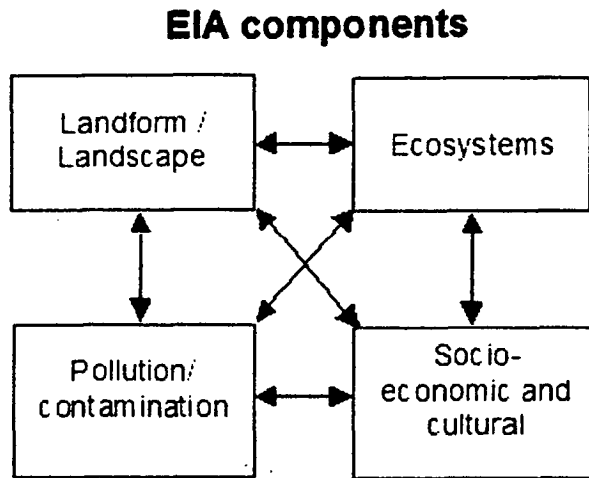 EIA components
Landform /
Landscape
Ecosystems
Pollution/
contamination
Socio-
economic and
cultural